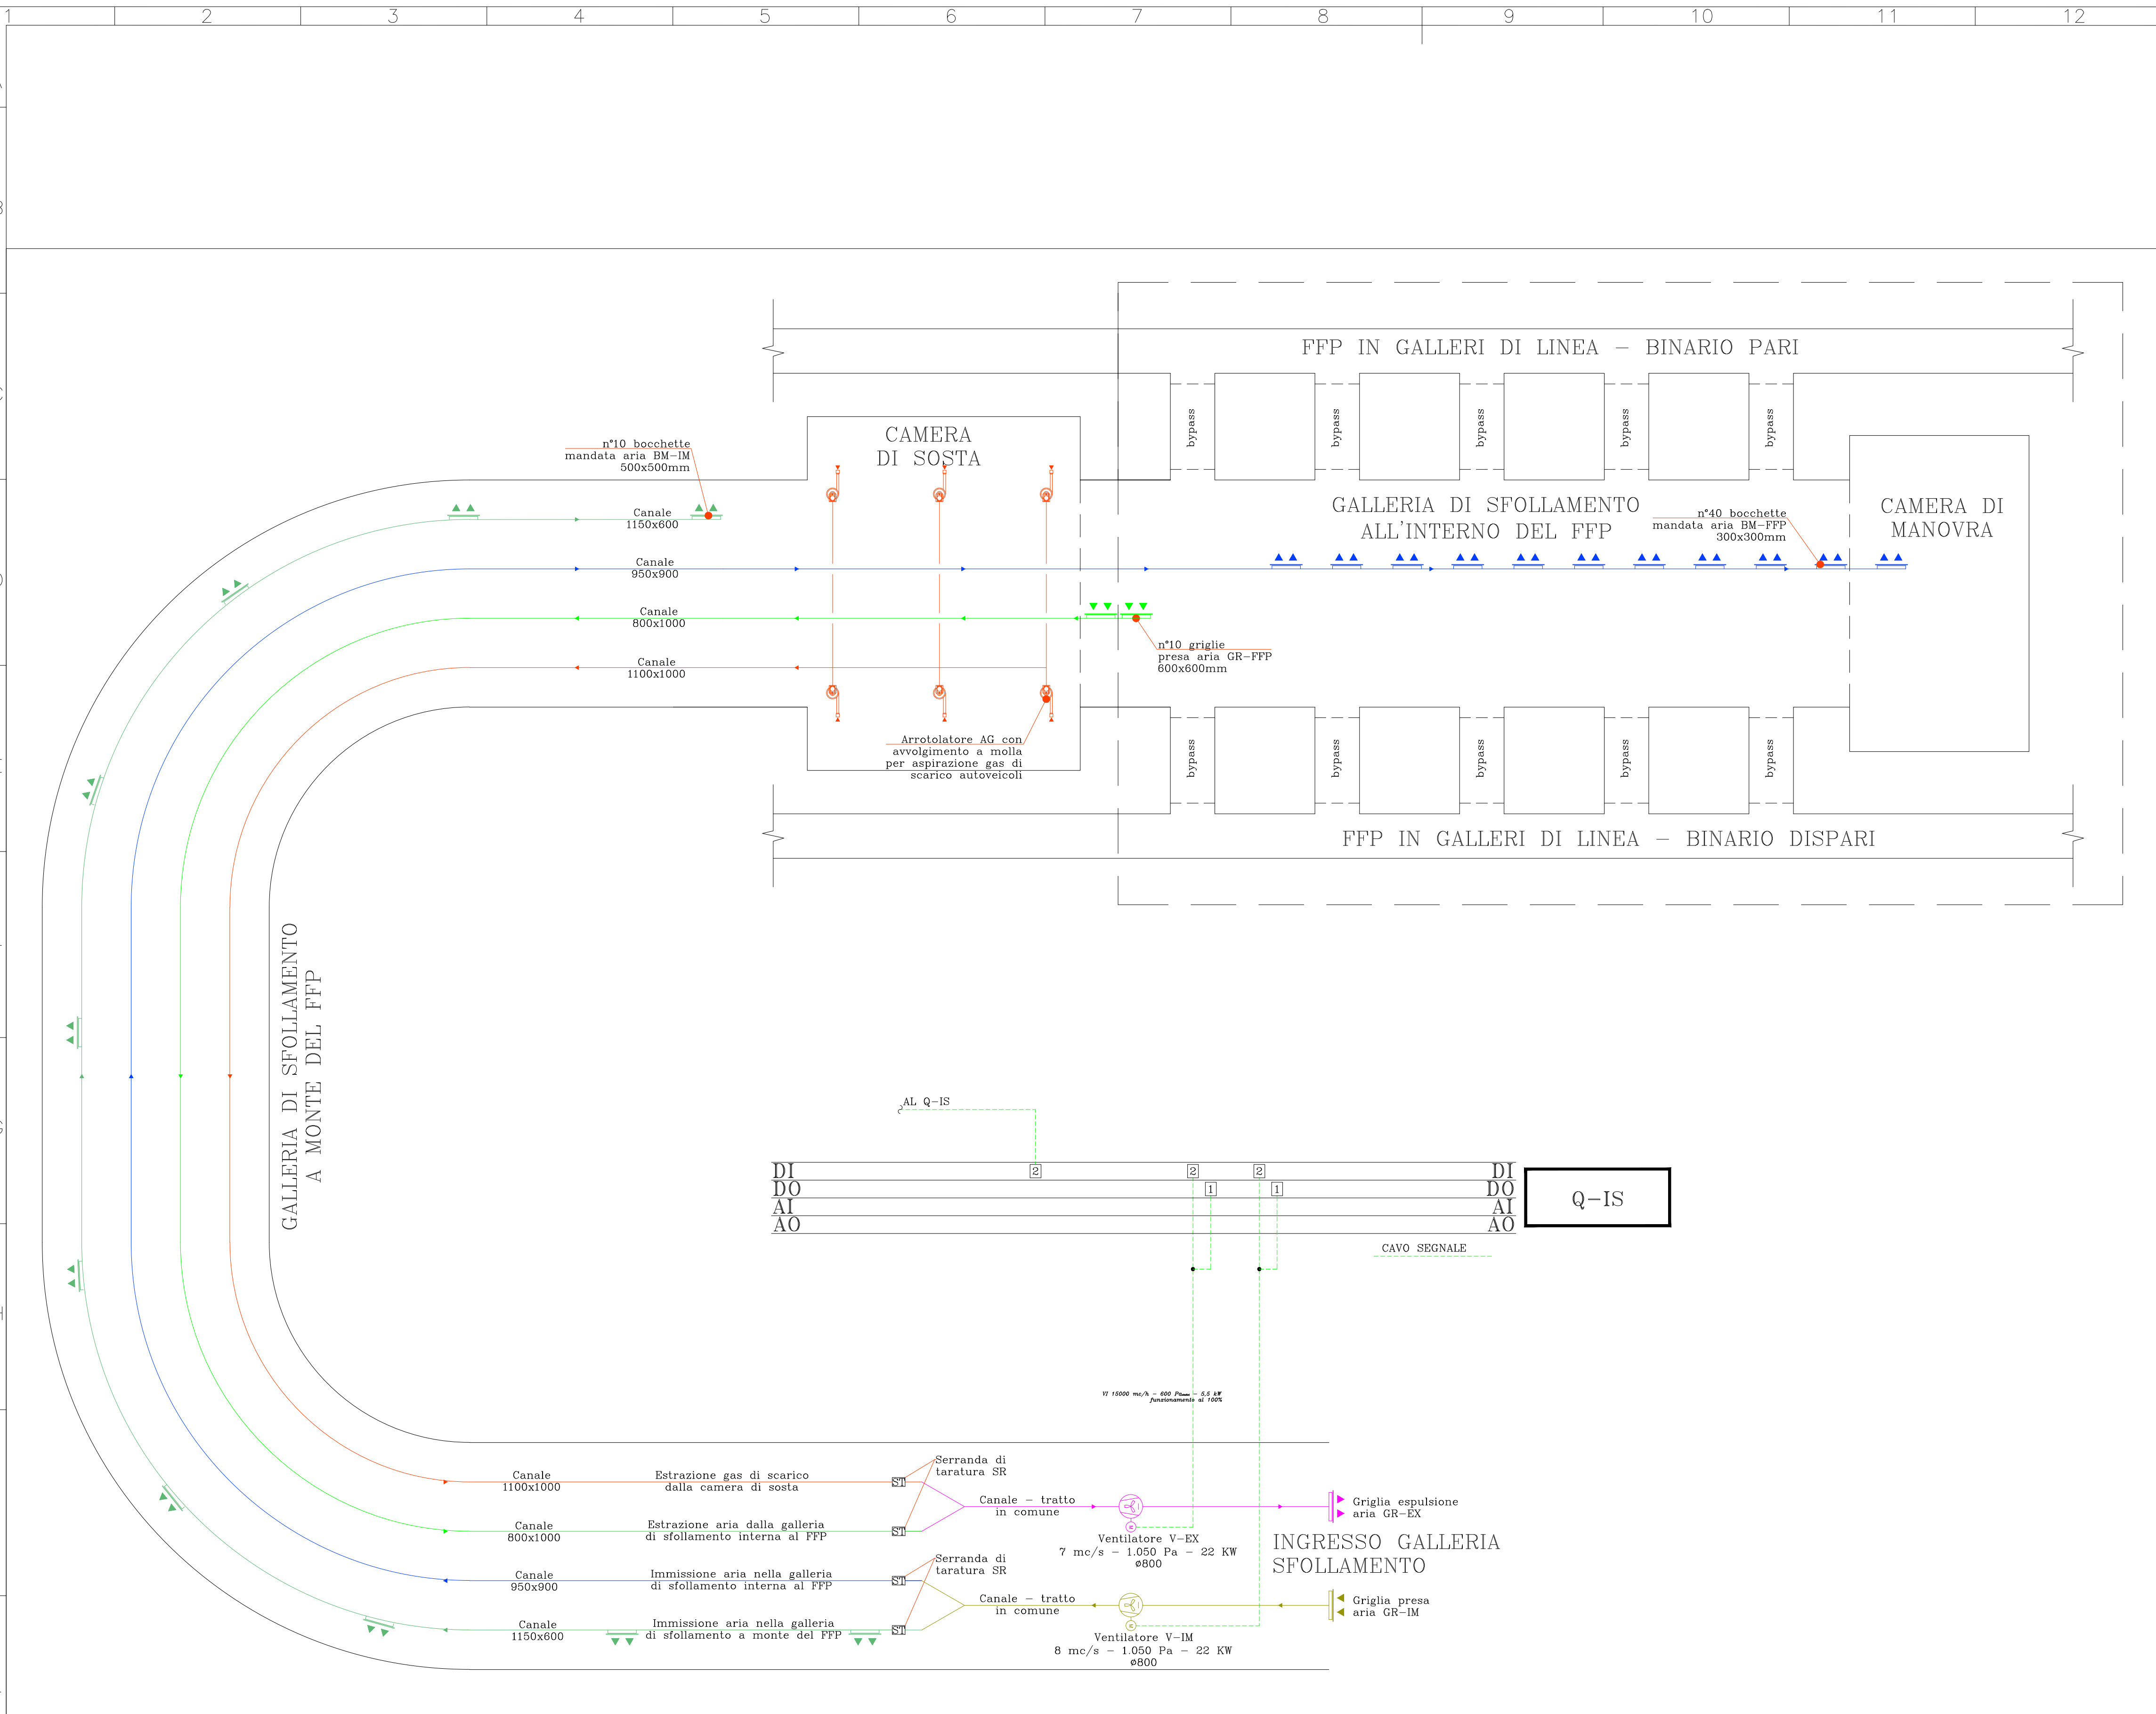 1 2 3 4 5 6 7 8 9 10 11 12
FFP IN GALLERI DI LINEA - BINARIO PARI
bypass
bypass
bypass
bypass
bypass
CAMERA
DI SOSTA
n°10 bocchette
mandata aria BM-IM
500x500mm
Canale
1150x600
GALLERIA DI SFOLLAMENTO
ALL'INTERNO DEL FFP
n°40 bocchette
mandata aria BM-FFP
300x300mm
CAMERA DI
MANOVRA
Canale
950x900
Canale
800x1000
n°10 griglie
presa aria GR-FFP
600x600mm
Canale
1100x1000
Arrotolatore AG con
avvolgimento a molla
per aspirazione gas di
scarico autoveicoli
bypass
bypass
bypass
bypass
bypass
FFP IN GALLERI DI LINEA - BINARIO DISPARI
GALLERIA DI SFOLLAMENTO
A MONTE DEL FFP
AL Q-IS
DI 2 2 2 DI
DO 1 1 DO
AI AI
AO AO
Q-IS
CAVO SEGNALE
VI 15000 mc/h - 600 Pa - 5,5 kW
funzionamento al 100%
Canale
1100x1000
Estrazione gas di scarico
dalla camera di sosta
ST
Serranda di
taratura SR
Canale - tratto
in comune
Griglia espulsione
aria GR-EX
Canale
800x1000
Estrazione aria dalla galleria
di sfollamento interna al FFP
ST
Ventilatore V-EX
7 mc/s - 1.050 Pa - 22 KW
ø800
INGRESSO GALLERIA
SFOLLAMENTO
Canale
950x900
Immissione aria nella galleria
di sfollamento interna al FFP
ST
Serranda di
taratura SR
Canale - tratto
in comune
Griglia presa
aria GR-IM
Canale
1150x600
Immissione aria nella galleria
di sfollamento a monte del FFP
ST
Ventilatore V-IM
8 mc/s - 1.050 Pa - 22 KW
ø800